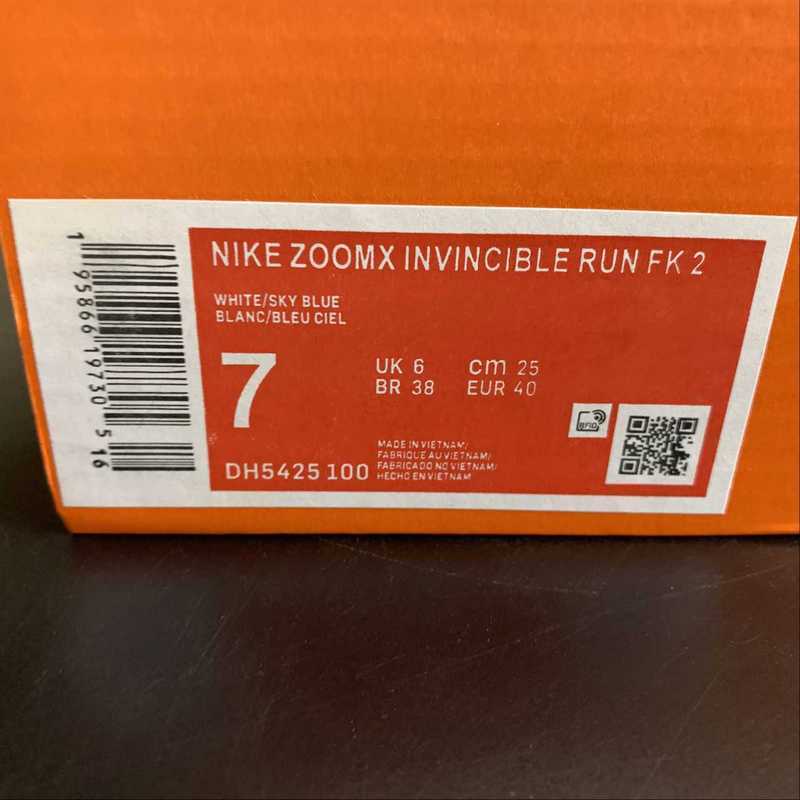 NIKE ZOOMX INVINCIBLE RUN FK 2
WHITE/SKY BLUE
BLANC/BLEU CIEL
7
UK 6 cm 25
BR 38 EUR 40
RFID
MADE IN VIETNAM/
FABRIQUE AU VIETNAM/
FABRICADO NO VIETNAM/
HECHO EN VIETNAM
DH5425 100
1 95866 19730 5 16